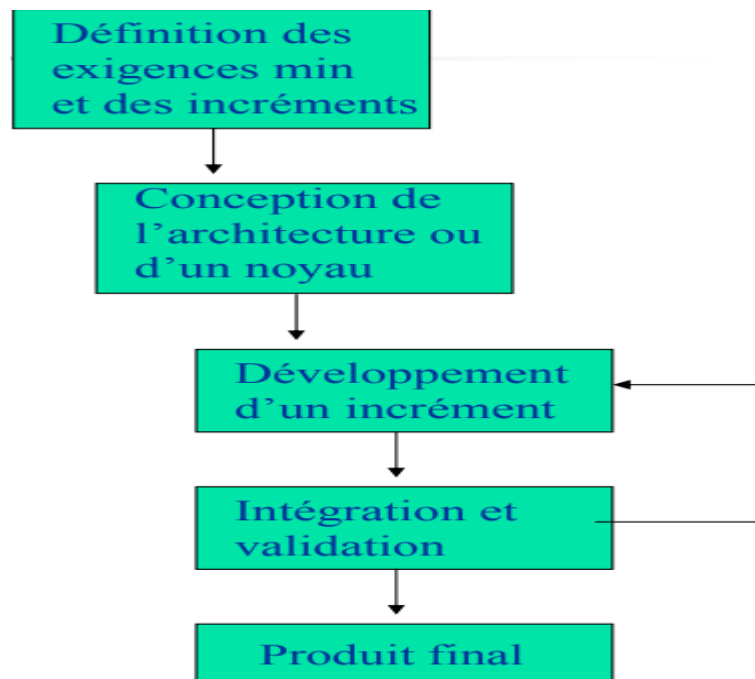 Définition des
exigences min
et des incréments
Conception de
l'architecture ou
d'un noyau
Développement
d'un incrément
Intégration et
validation
Produit final